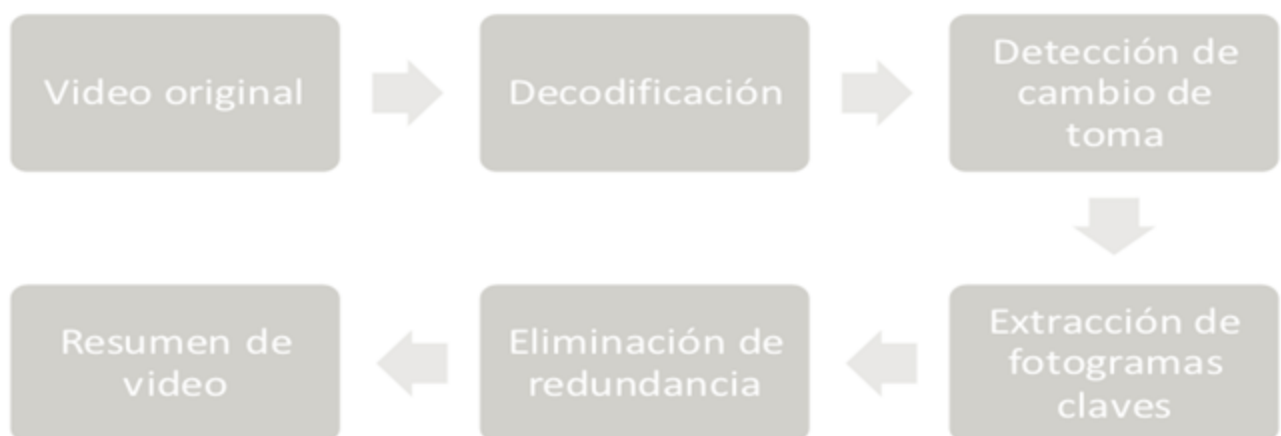 Video original
Decodificación
Detección de
cambio de
toma
Extracción de
fotogramas
claves
Eliminación de
redundancia
Resumen de
video